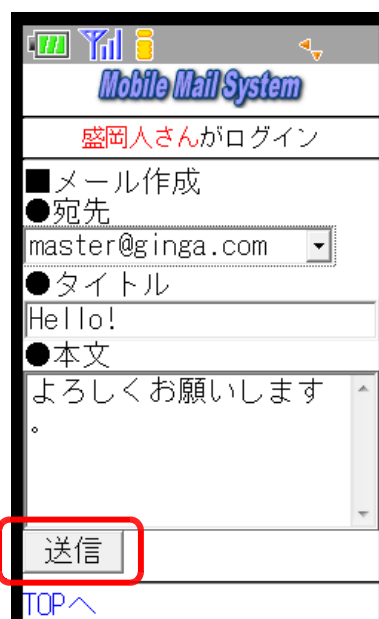 Mobile Mail System
盛岡人さんがログイン
■メール作成
●宛先
master@ginga.com
●タイトル
Hello!
●本文
よろしくお願いします
。
送信
TOPへ